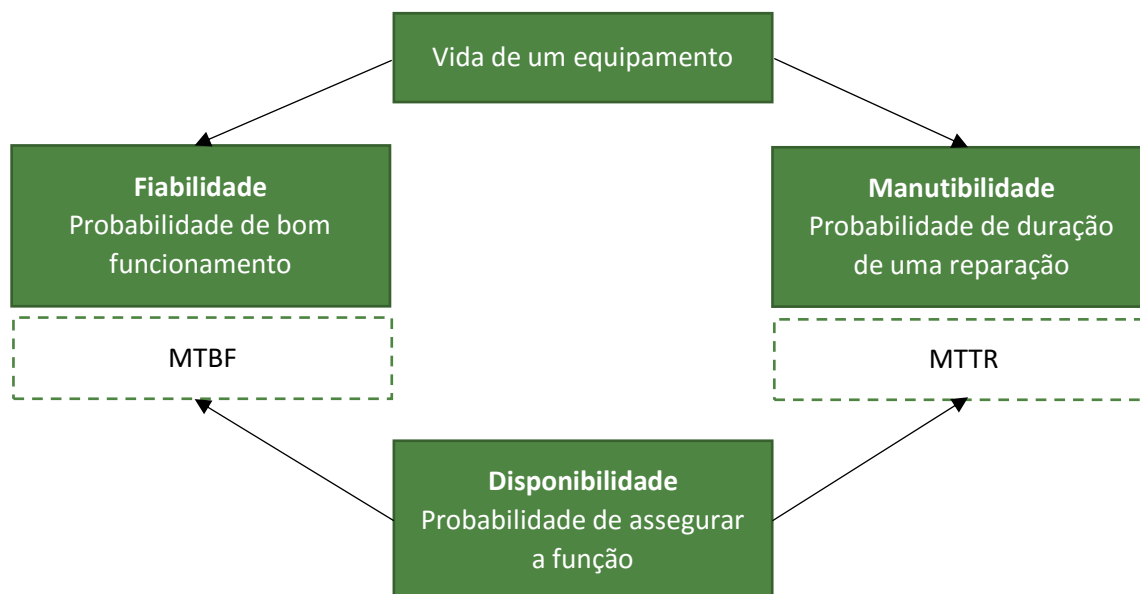 Vida de um equipamento
Fiabilidade
Probabilidade de bom
funcionamento
MTBF
Manutibilidade
Probabilidade de duração
de uma reparação
MTTR
Disponibilidade
Probabilidade de assegurar
a função